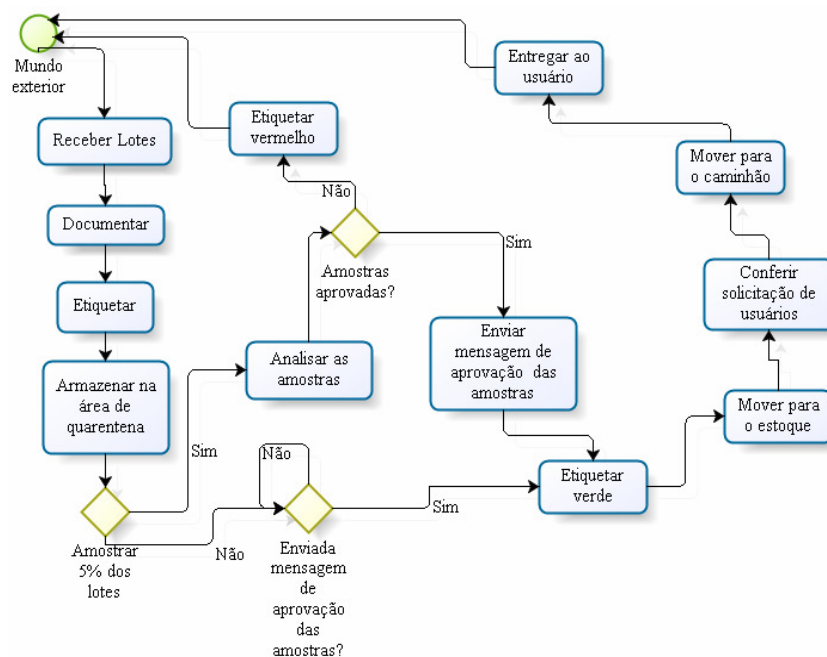 Mundo
exterior
Receber Lotes
Documentar
Etiquetar
Armazenar na
área de
quarentena
Amostrar
5% dos
lotes
Sim
Não
Analisar as
amostras
Amostras
aprovadas?
Não
Etiquetar
vermelho
Sim
Enviar
mensagem de
aprovação das
amostras
Não
Enviada
mensagem
de
aprovação
das
amostras?
Sim
Etiquetar
verde
Mover para
o estoque
Conferir
solicitação de
usuários
Mover para
o caminhão
Entregar ao
usuário